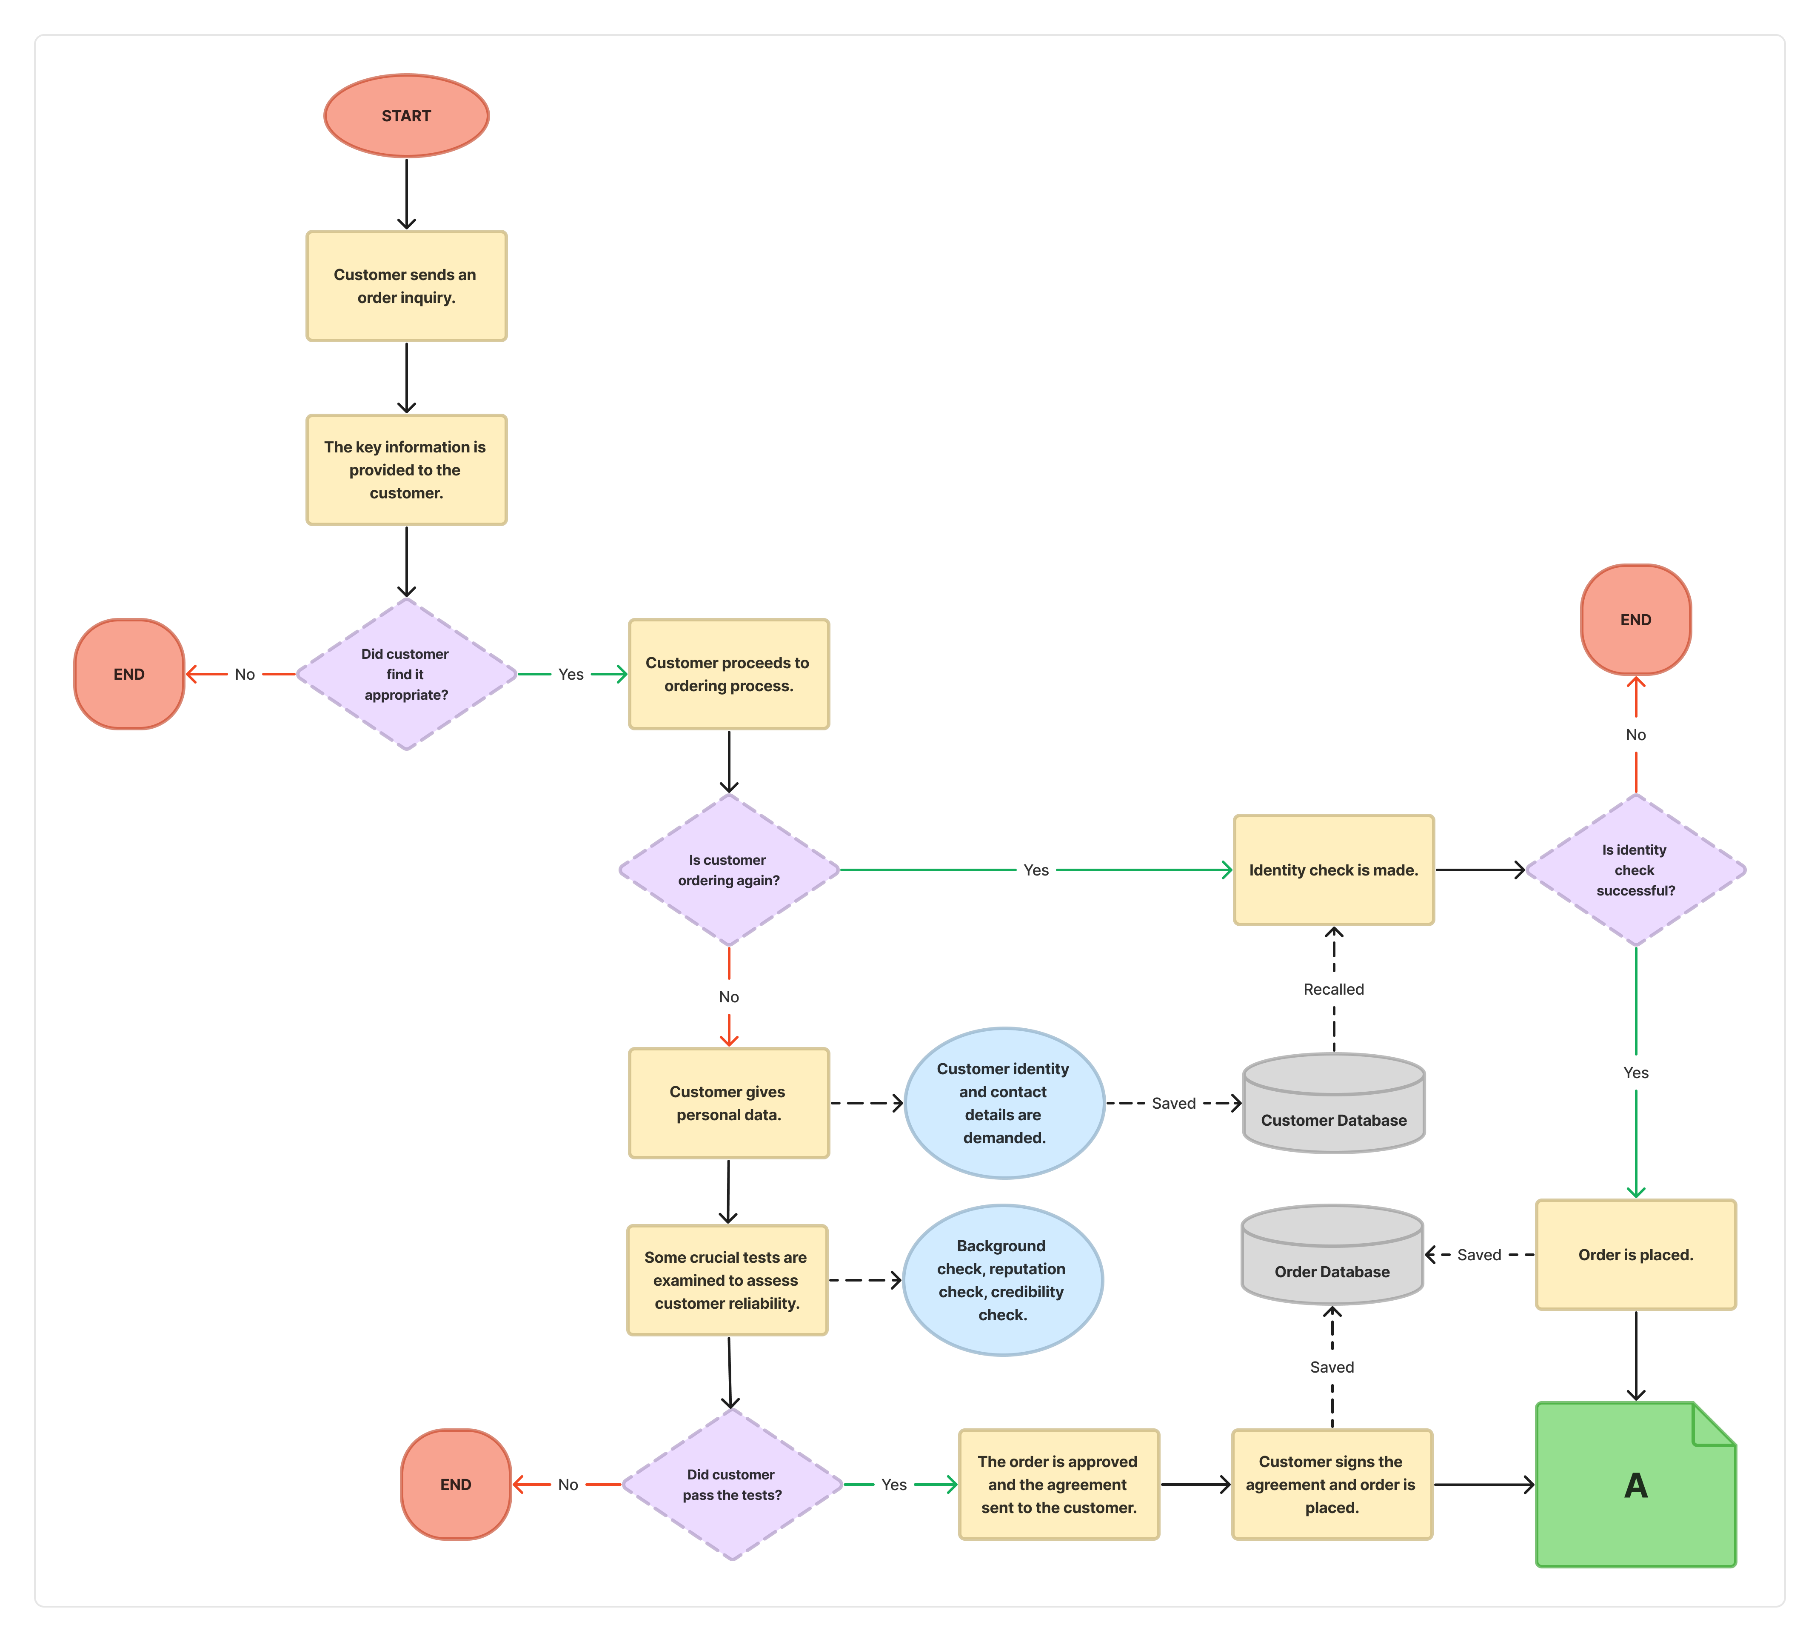 START
Customer sends an
order inquiry.
The key information is
provided to the
customer.
END
No
Did customer
find it
appropriate?
Yes
Customer proceeds to
ordering process.
END
No
Is customer
ordering again?
Yes
Identity check is made.
Is identity
check
successful?
No
Recalled
Yes
Customer gives
personal data.
Customer identity
and contact
details are
demanded.
Saved
Customer Database
Some crucial tests are
examined to assess
customer reliability.
Background
check, reputation
check, credibility
check.
Order Database
Saved
Order is placed.
Saved
END
No
Did customer
pass the tests?
Yes
The order is approved
and the agreement
sent to the customer.
Customer signs the
agreement and order is
placed.
A